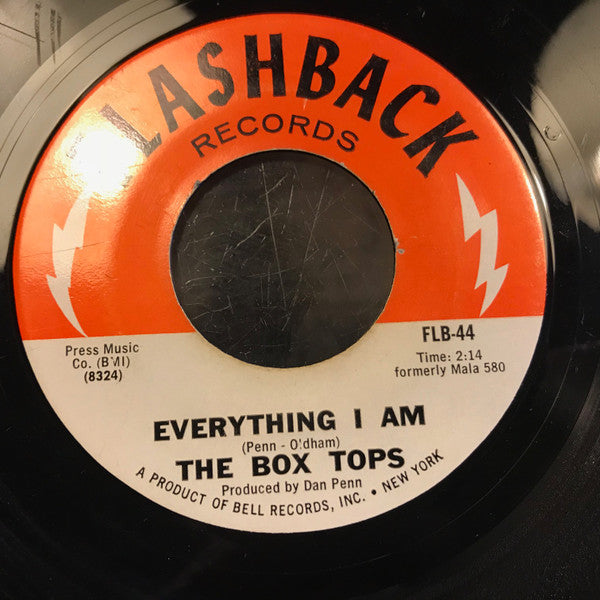 FLASHBACK
RECORDS
Press Music
Co. (BMI)
(8324)
FLB-44
Time: 2:14
formerly Mala 580
EVERYTHING I AM
(Penn - Oldham)
THE BOX TOPS
Produced by Dan Penn
A PRODUCT OF BELL RECORDS, INC. • NEW YORK